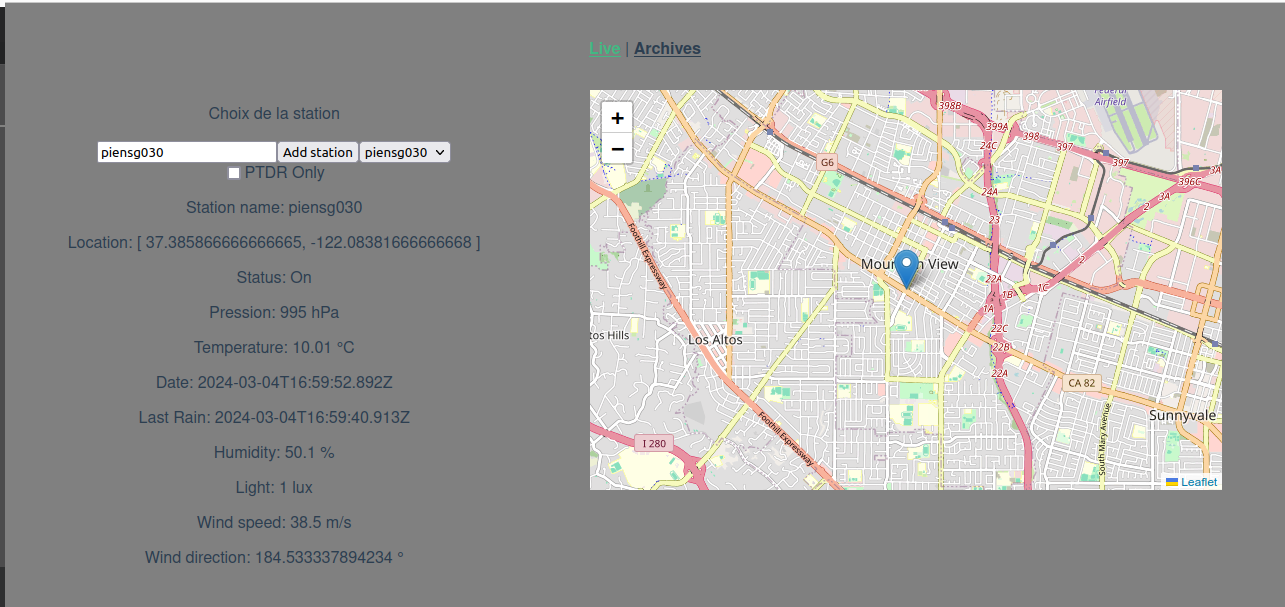 Live | Archives
Choix de la station
piensg030 Add station piensg030
PTDR Only
Station name: piensg030
Location: [ 37.385866666666665, -122.08381666666668 ]
Status: On
Pression: 995 hPa
Temperature: 10.01 °C
Date: 2024-03-04T16:59:52.892Z
Last Rain: 2024-03-04T16:59:40.913Z
Humidity: 50.1 %
Light: 1 lux
Wind speed: 38.5 m/s
Wind direction: 184.533337894234 °
+
−
Federal
Airfield
398B
399A
398
24C
397
397
3A
G6
396C
24A
3A
2
23
Mountain View
2
22A
1B
1C
1A
Foothill Expressway
22C
tos Hills
Los Altos
22B
22A
CA 82
Sunnyvale
Foothill Expressway
South Mary Avenue
I 280
Leaflet